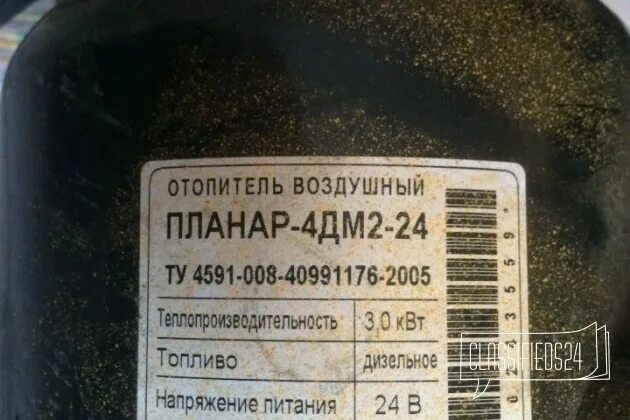 ОТОПИТЕЛЬ ВОЗДУШНЫЙ
ПЛАНАР-4ДМ2-24
ТУ 4591-008-40991176-2005
Теплопроизводительность 3,0 кВт
Топливо дизельное
Напряжение питания 24 В
CLASSIFIEDS24